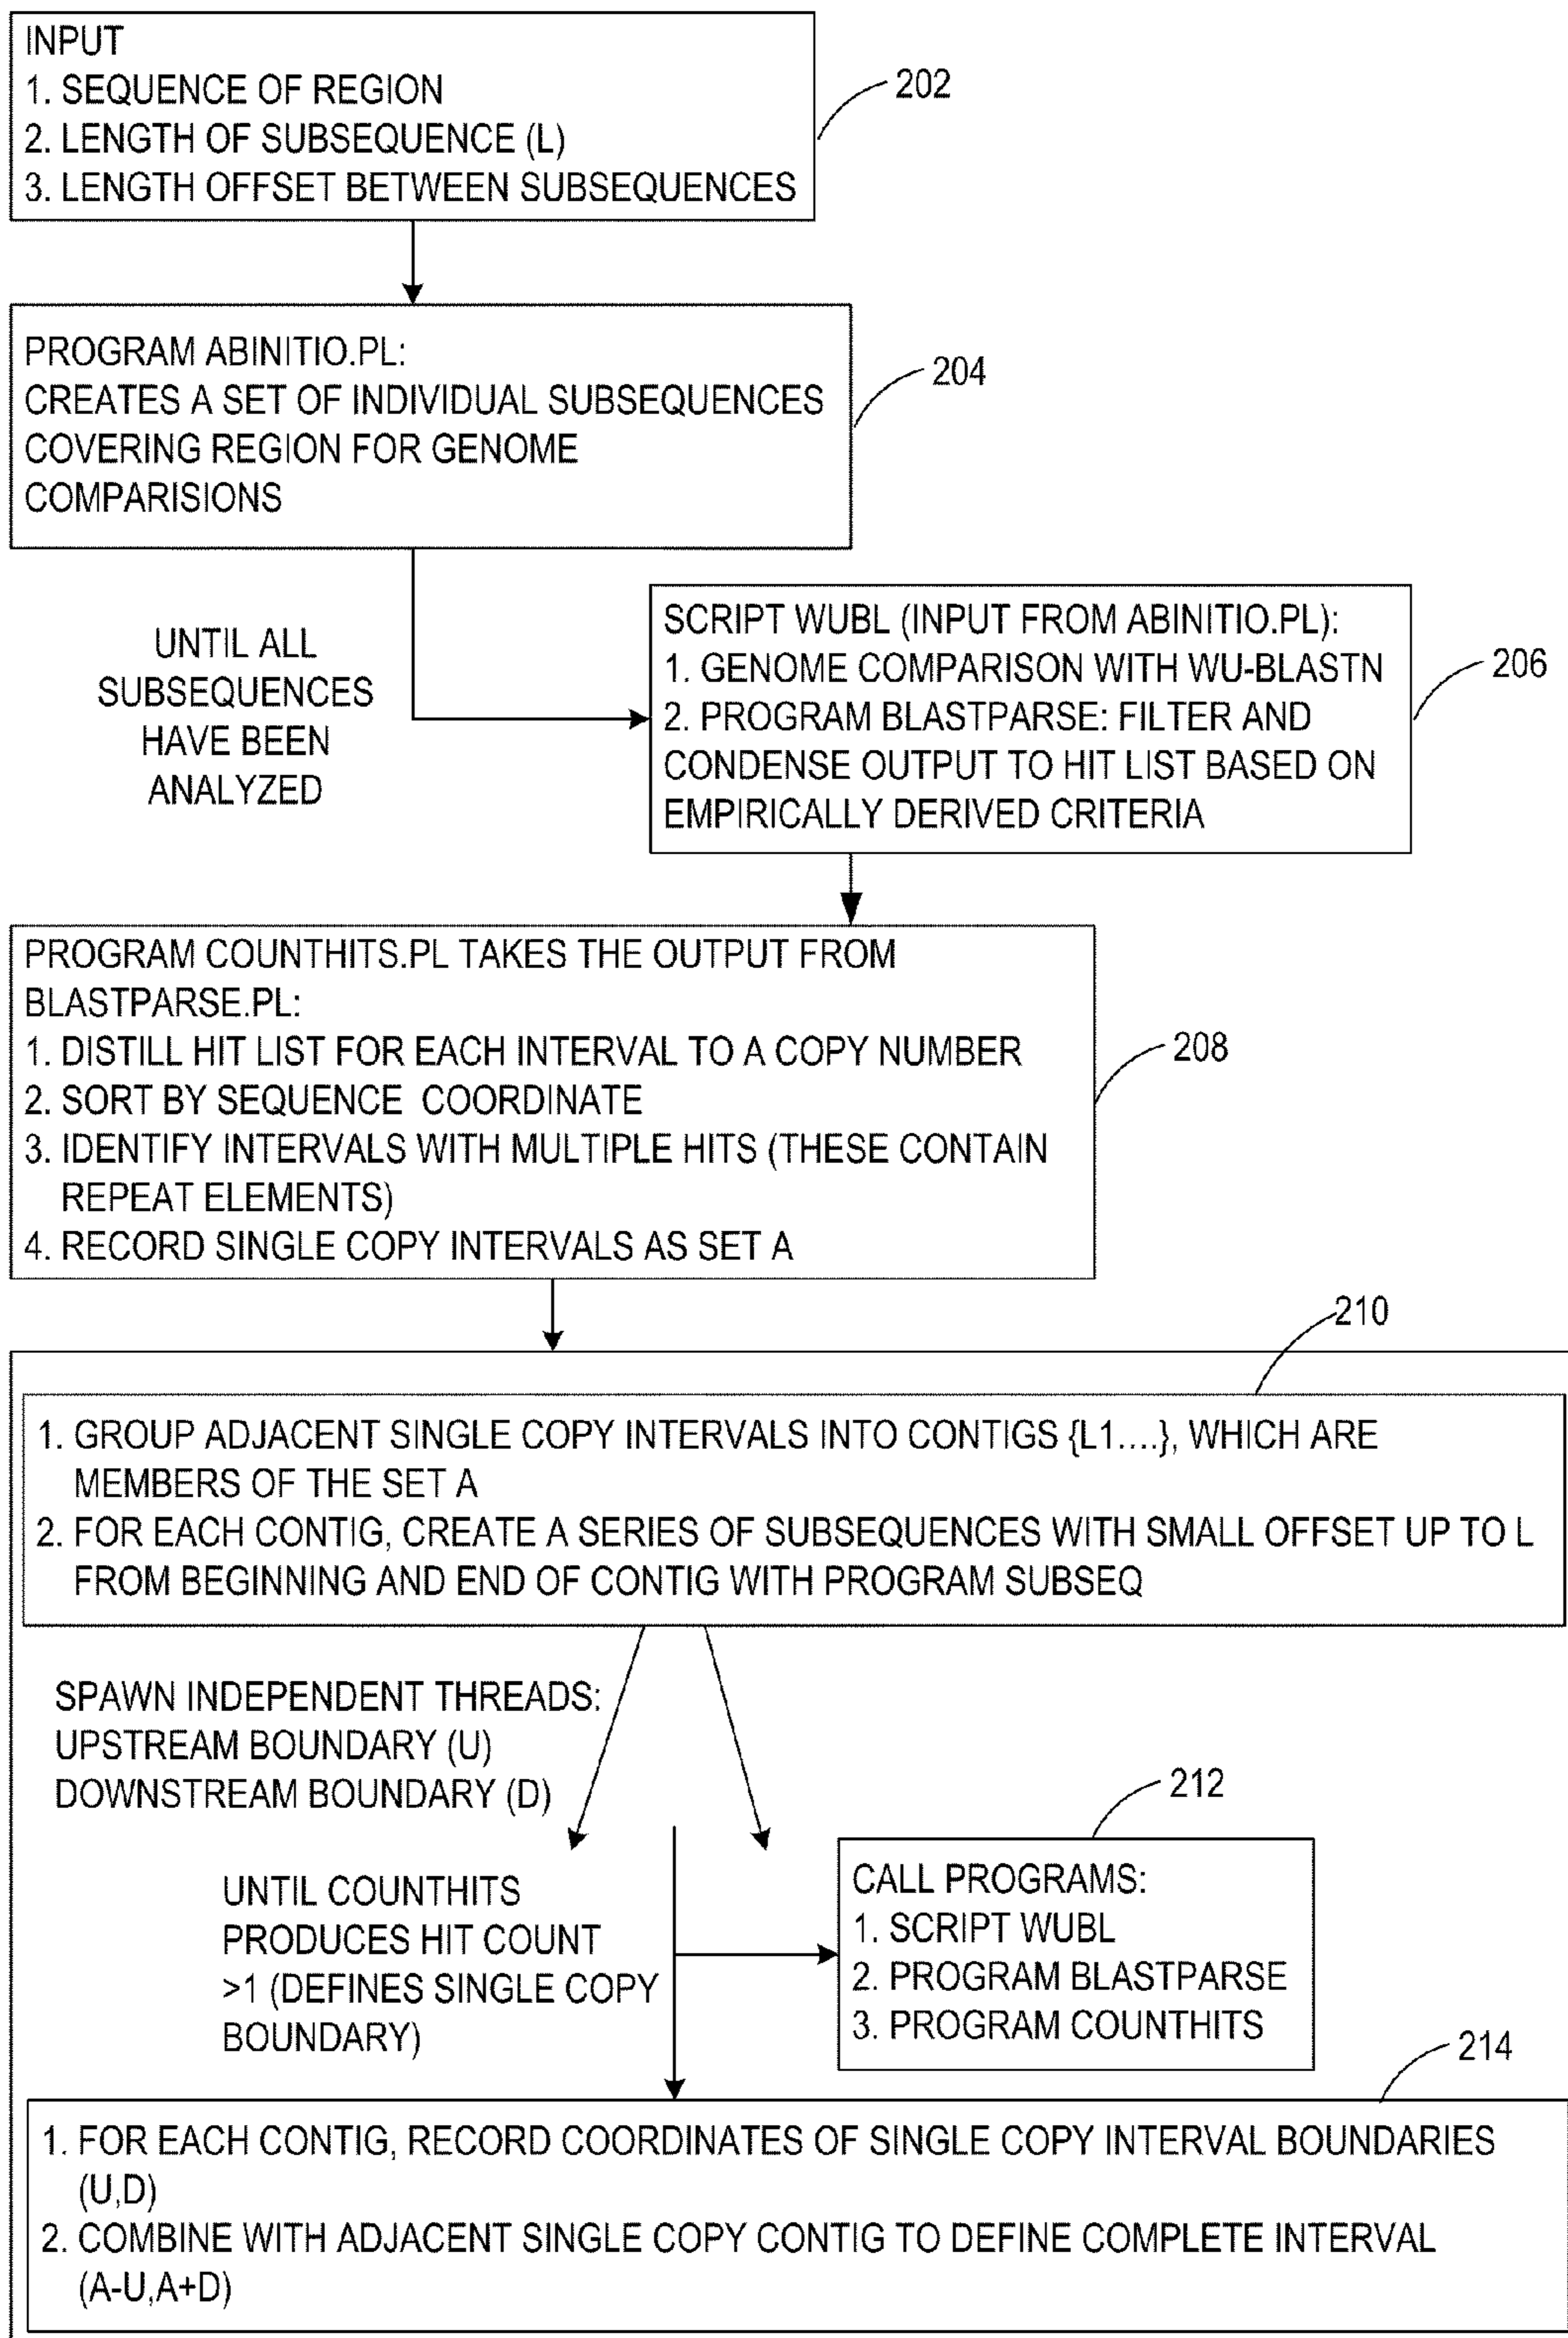 INPUT
1. SEQUENCE OF REGION
2. LENGTH OF SUBSEQUENCE (L)
3. LENGTH OFFSET BETWEEN SUBSEQUENCES
202
PROGRAM ABINITIO.PL:
CREATES A SET OF INDIVIDUAL SUBSEQUENCES
COVERING REGION FOR GENOME
COMPARISIONS
204
UNTIL ALL
SUBSEQUENCES
HAVE BEEN
ANALYZED
SCRIPT WUBL (INPUT FROM ABINITIO.PL):
1. GENOME COMPARISON WITH WU-BLASTN
2. PROGRAM BLASTPARSE: FILTER AND
CONDENSE OUTPUT TO HIT LIST BASED ON
EMPIRICALLY DERIVED CRITERIA
206
PROGRAM COUNTHITS.PL TAKES THE OUTPUT FROM
BLASTPARSE.PL:
1. DISTILL HIT LIST FOR EACH INTERVAL TO A COPY NUMBER
2. SORT BY SEQUENCE COORDINATE
3. IDENTIFY INTERVALS WITH MULTIPLE HITS (THESE CONTAIN
REPEAT ELEMENTS)
4. RECORD SINGLE COPY INTERVALS AS SET A
208
210
1. GROUP ADJACENT SINGLE COPY INTERVALS INTO CONTIGS {L1....}, WHICH ARE
MEMBERS OF THE SET A
2. FOR EACH CONTIG, CREATE A SERIES OF SUBSEQUENCES WITH SMALL OFFSET UP TO L
FROM BEGINNING AND END OF CONTIG WITH PROGRAM SUBSEQ
SPAWN INDEPENDENT THREADS:
UPSTREAM BOUNDARY (U)
DOWNSTREAM BOUNDARY (D)
UNTIL COUNTHITS
PRODUCES HIT COUNT
>1 (DEFINES SINGLE COPY
BOUNDARY)
212
CALL PROGRAMS:
1. SCRIPT WUBL
2. PROGRAM BLASTPARSE
3. PROGRAM COUNTHITS
214
1. FOR EACH CONTIG, RECORD COORDINATES OF SINGLE COPY INTERVAL BOUNDARIES
(U,D)
2. COMBINE WITH ADJACENT SINGLE COPY CONTIG TO DEFINE COMPLETE INTERVAL
(A-U,A+D)